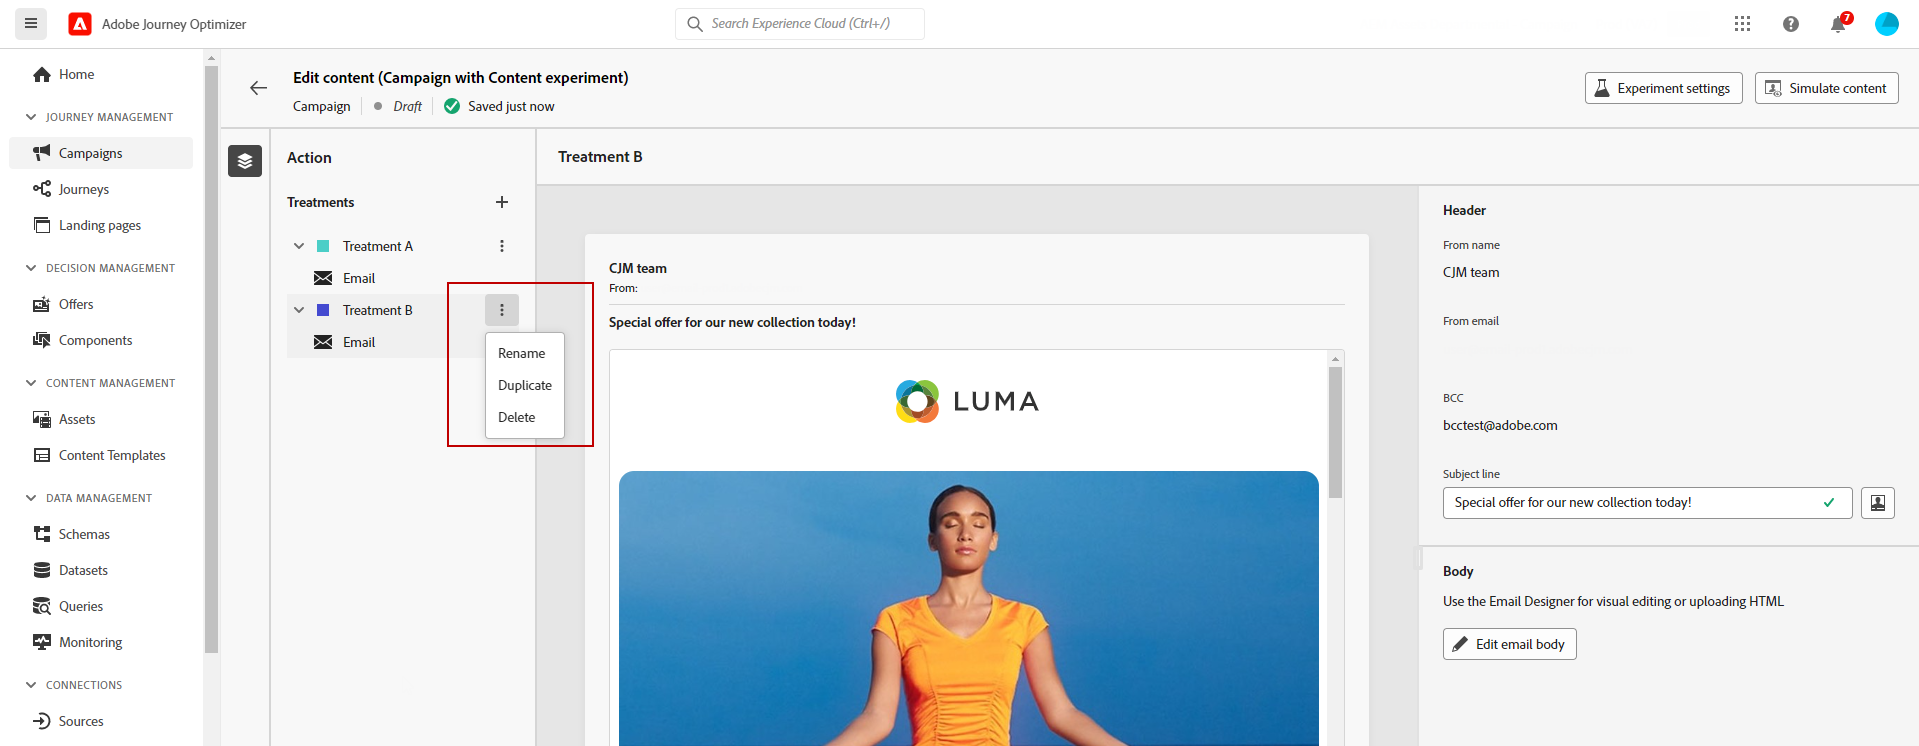 Adobe Journey Optimizer
Search Experience Cloud (Ctrl+/)
7
Home
JOURNEY MANAGEMENT
Campaigns
Journeys
Landing pages
DECISION MANAGEMENT
Offers
Components
CONTENT MANAGEMENT
Assets
Content Templates
DATA MANAGEMENT
Schemas
Datasets
Queries
Monitoring
CONNECTIONS
Sources
Edit content (Campaign with Content experiment)
Campaign
Draft
Saved just now
Experiment settings
Simulate content
Action
Treatments
Treatment A
Email
Treatment B
Email
Rename
Duplicate
Delete
Treatment B
CJM team
From:
Special offer for our new collection today!
LUMA
Header
From name
CJM team
From email
BCC
bcctest@adobe.com
Subject line
Special offer for our new collection today!
Body
Use the Email Designer for visual editing or uploading HTML
Edit email body